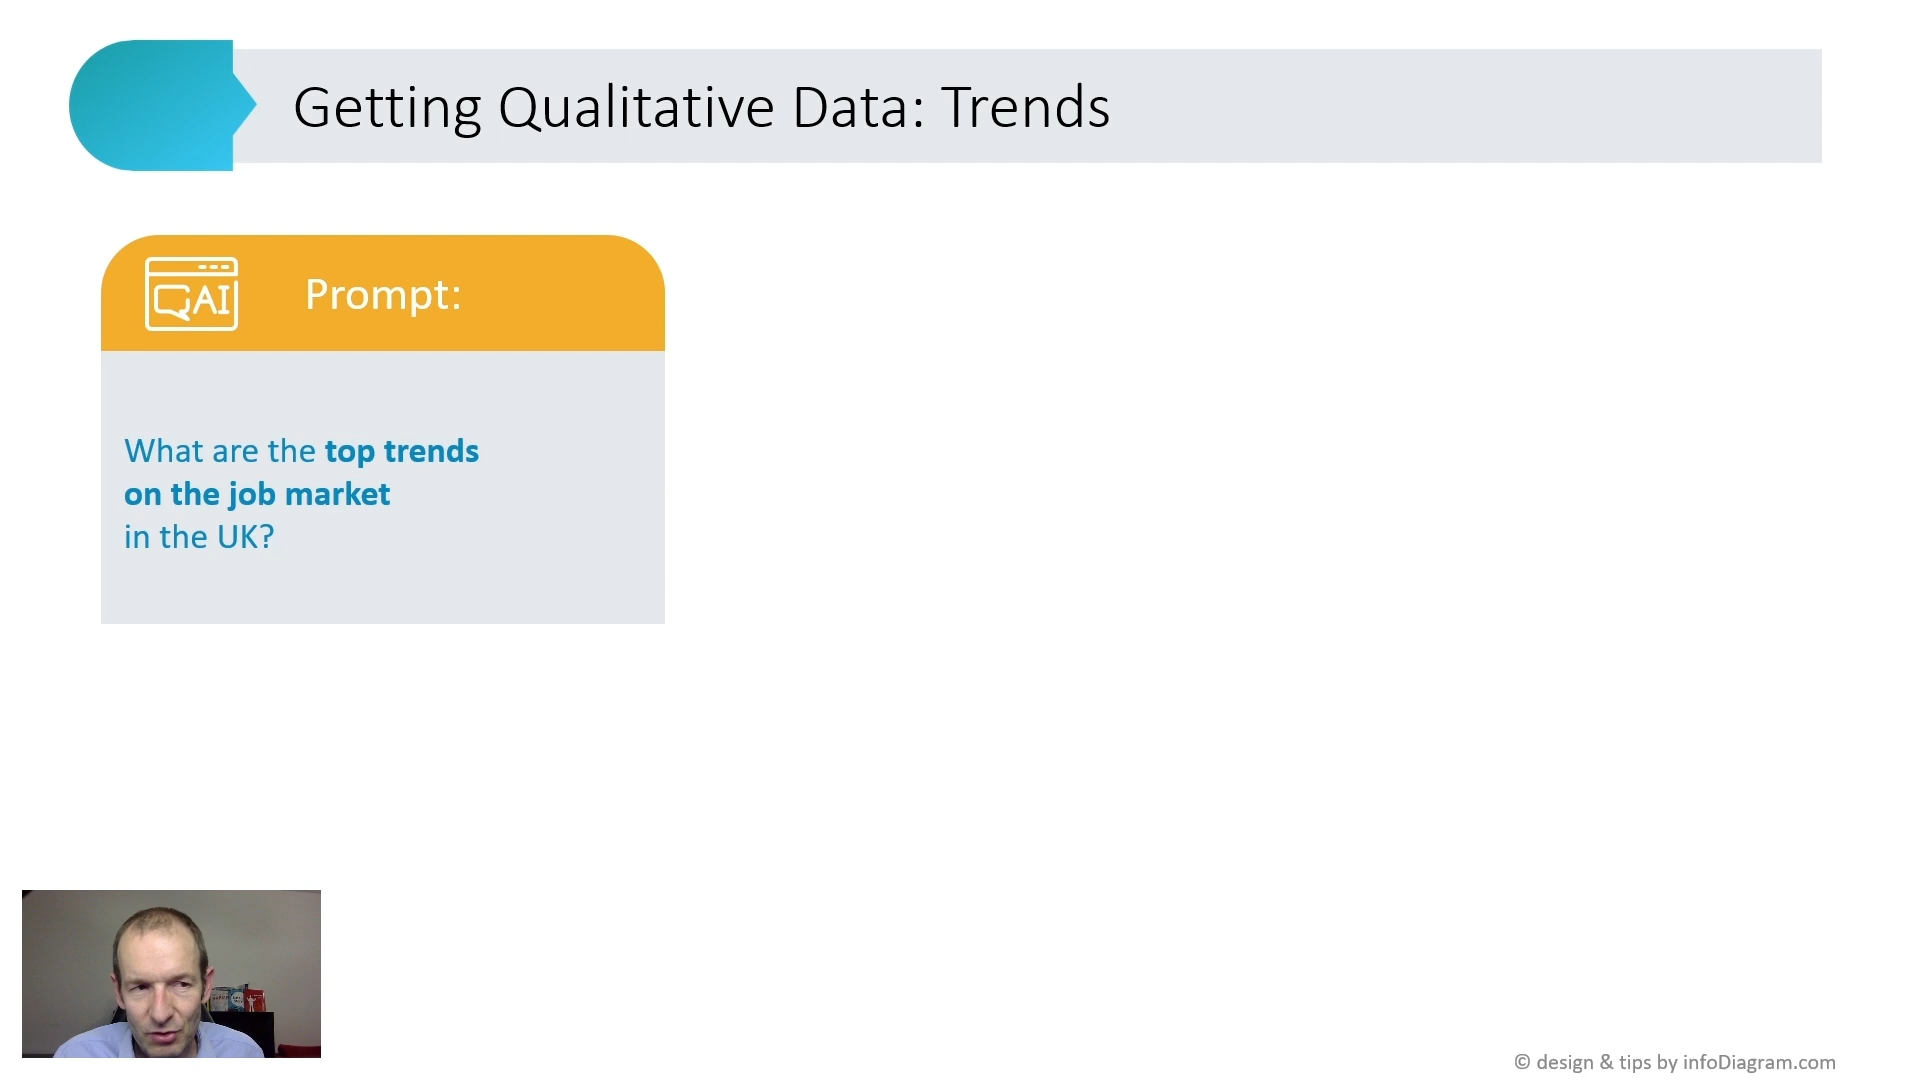 Getting Qualitative Data: Trends
AI
Prompt:
What are the top trends
on the job market
in the UK?
© design & tips by infoDiagram.com